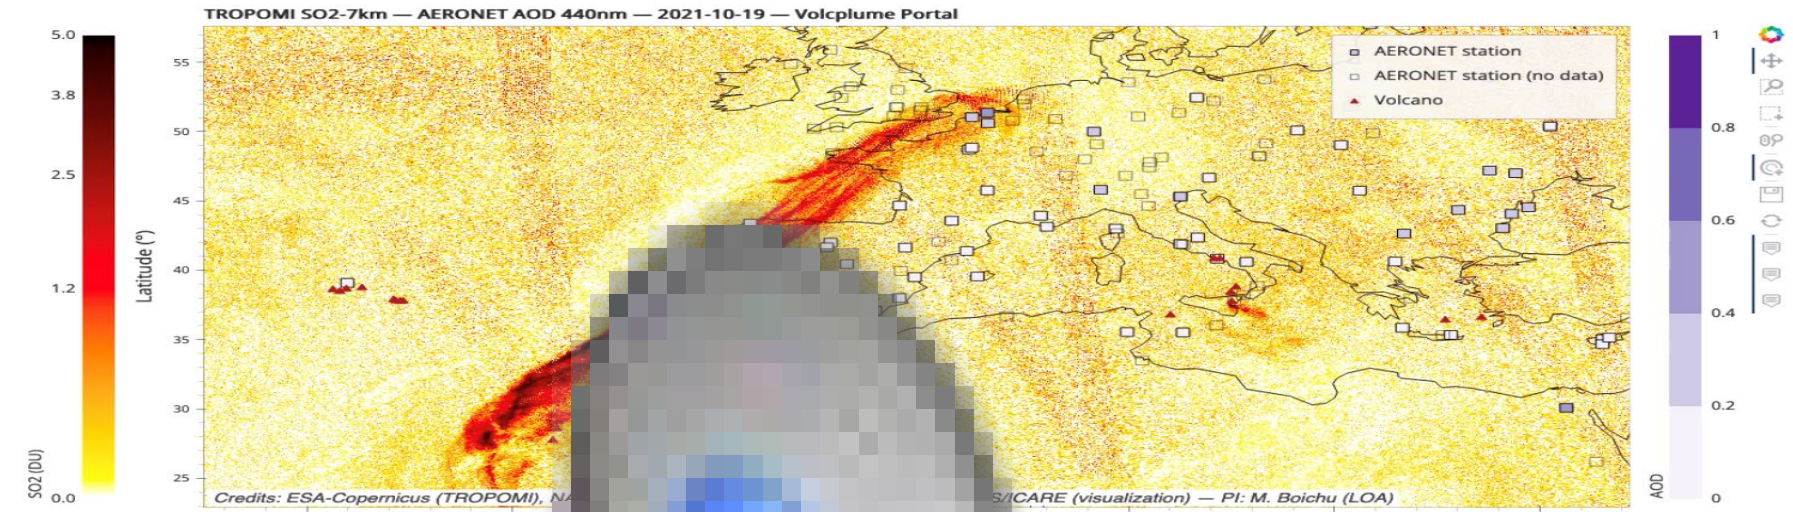 TROPOMI SO2-7km — AERONET AOD 440nm — 2021-10-19 — Volcplume Portal
5.0
3.8
2.5
1.2
0.0
SO2 (DU)
Latitude (°)
55
50
45
40
35
30
25
AERONET station
AERONET station (no data)
Volcano
Credits: ESA-Copernicus (TROPOMI),
/ICARE (visualization) — PI: M. Boichu (LOA)
1
0.8
0.6
0.4
0.2
0
AOD